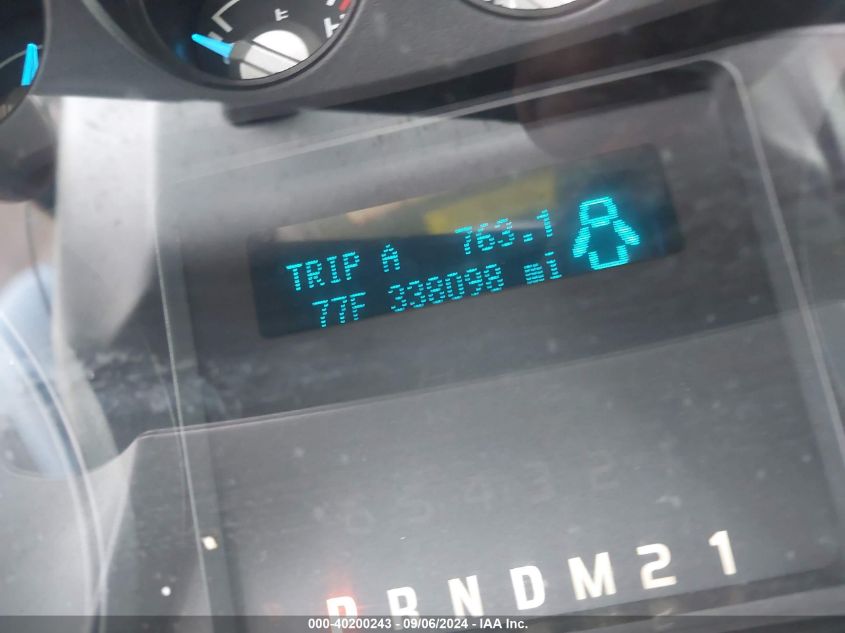 TRIP A 763.1
77F 338098 mi
P R N D M 2 1
000-40200243 - 09/06/2024 - IAA, Inc.